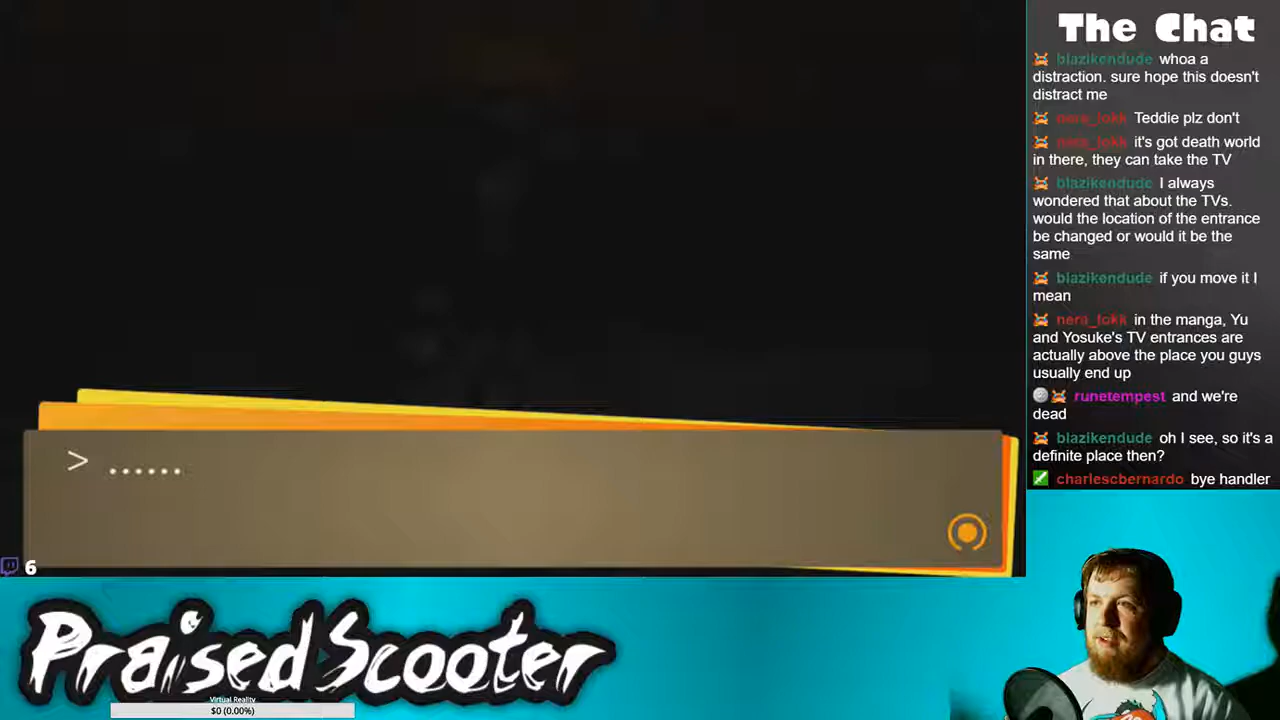 The Chat
blazikendude whoa a
distraction. sure hope this doesn't
distract me
nera_lokk Teddie plz don't
nera_lokk it's got death world
in there, they can take the TV
blazikendude I always
wondered that about the TVs.
would the location of the entrance
be changed or would it be the
same
blazikendude if you move it I
mean
nera_lokk in the manga, Yu
and Yosuke's TV entrances are
actually above the place you guys
usually end up
runetempest and we're
dead
blazikendude oh I see, so it's a
definite place then?
charlescbernardo bye handler
> ......
6
PraisedScooter
Virtual Reality
$0 (0.00%)